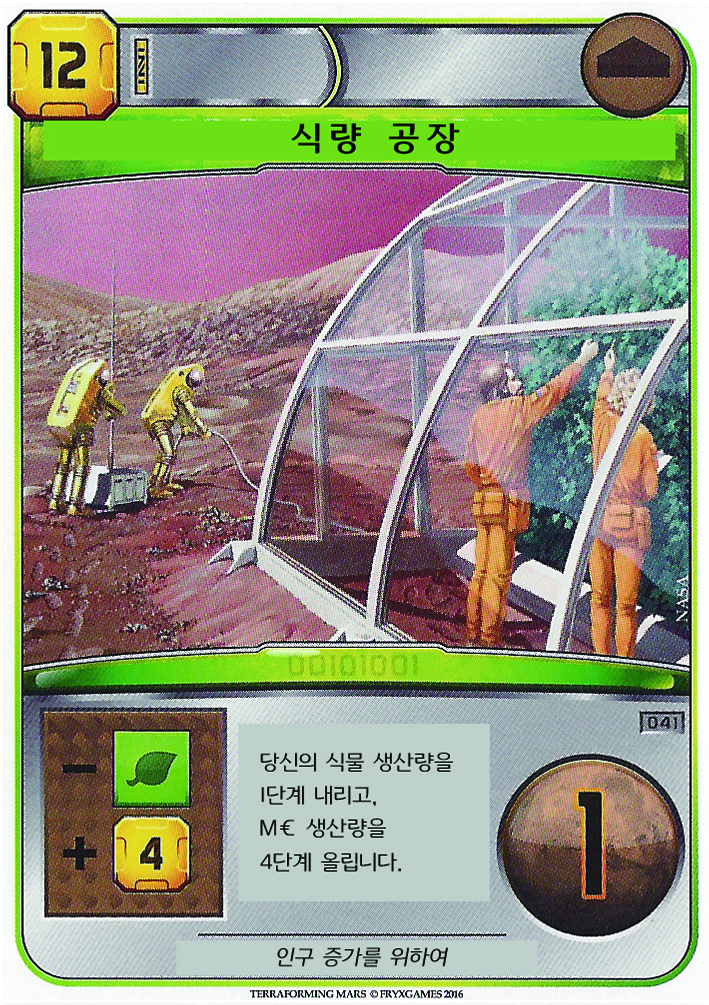 12
INI
식량 공장
NASA
00101001
041
-
+ 4
당신의 식물 생산량을
1단계 내리고,
M€ 생산량을
4단계 올립니다.
1
인구 증가를 위하여
TERRAFORMING MARS © FRYXGAMES 2016